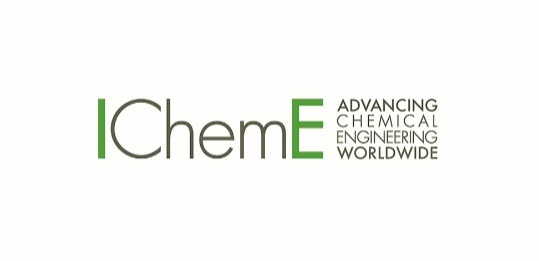 IChemE
ADVANCING
CHEMICAL
ENGINEERING
WORLDWIDE